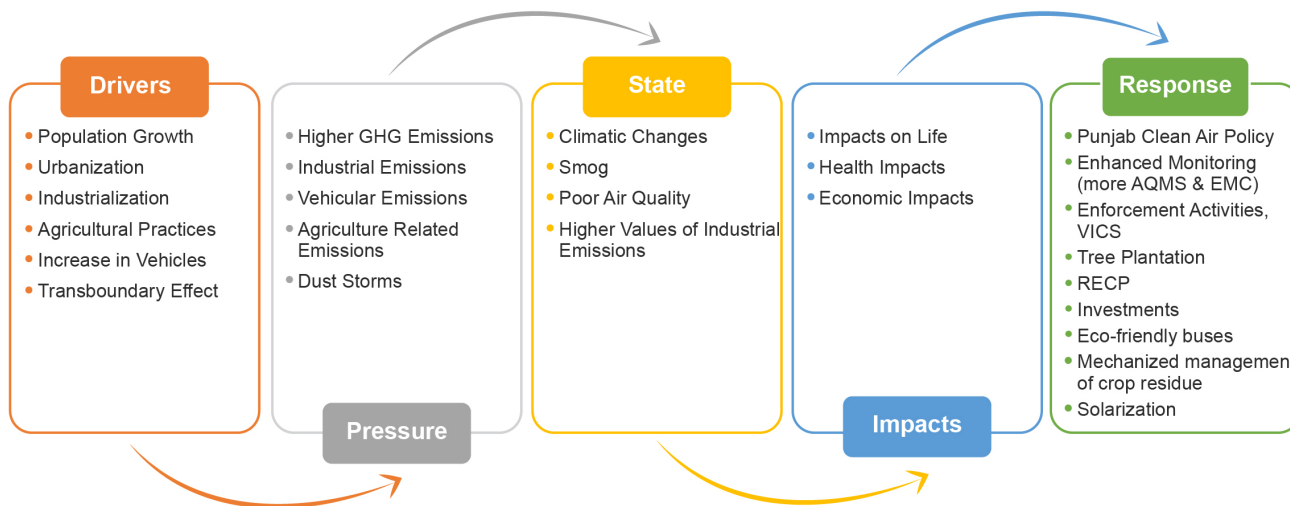 Drivers
Population Growth
Urbanization
Industrialization
Agricultural Practices
Increase in Vehicles
Transboundary Effect
Higher GHG Emissions
Industrial Emissions
Vehicular Emissions
Agriculture Related
Emissions
Dust Storms
Pressure
State
Climatic Changes
Smog
Poor Air Quality
Higher Values of Industrial
Emissions
Impacts on Life
Health Impacts
Economic Impacts
Impacts
Response
Punjab Clean Air Policy
Enhanced Monitoring
(more AQMS & EMC)
Enforcement Activities,
VICS
Tree Plantation
RECP
Investments
Eco-friendly buses
Mechanized managemen
of crop residue
Solarization